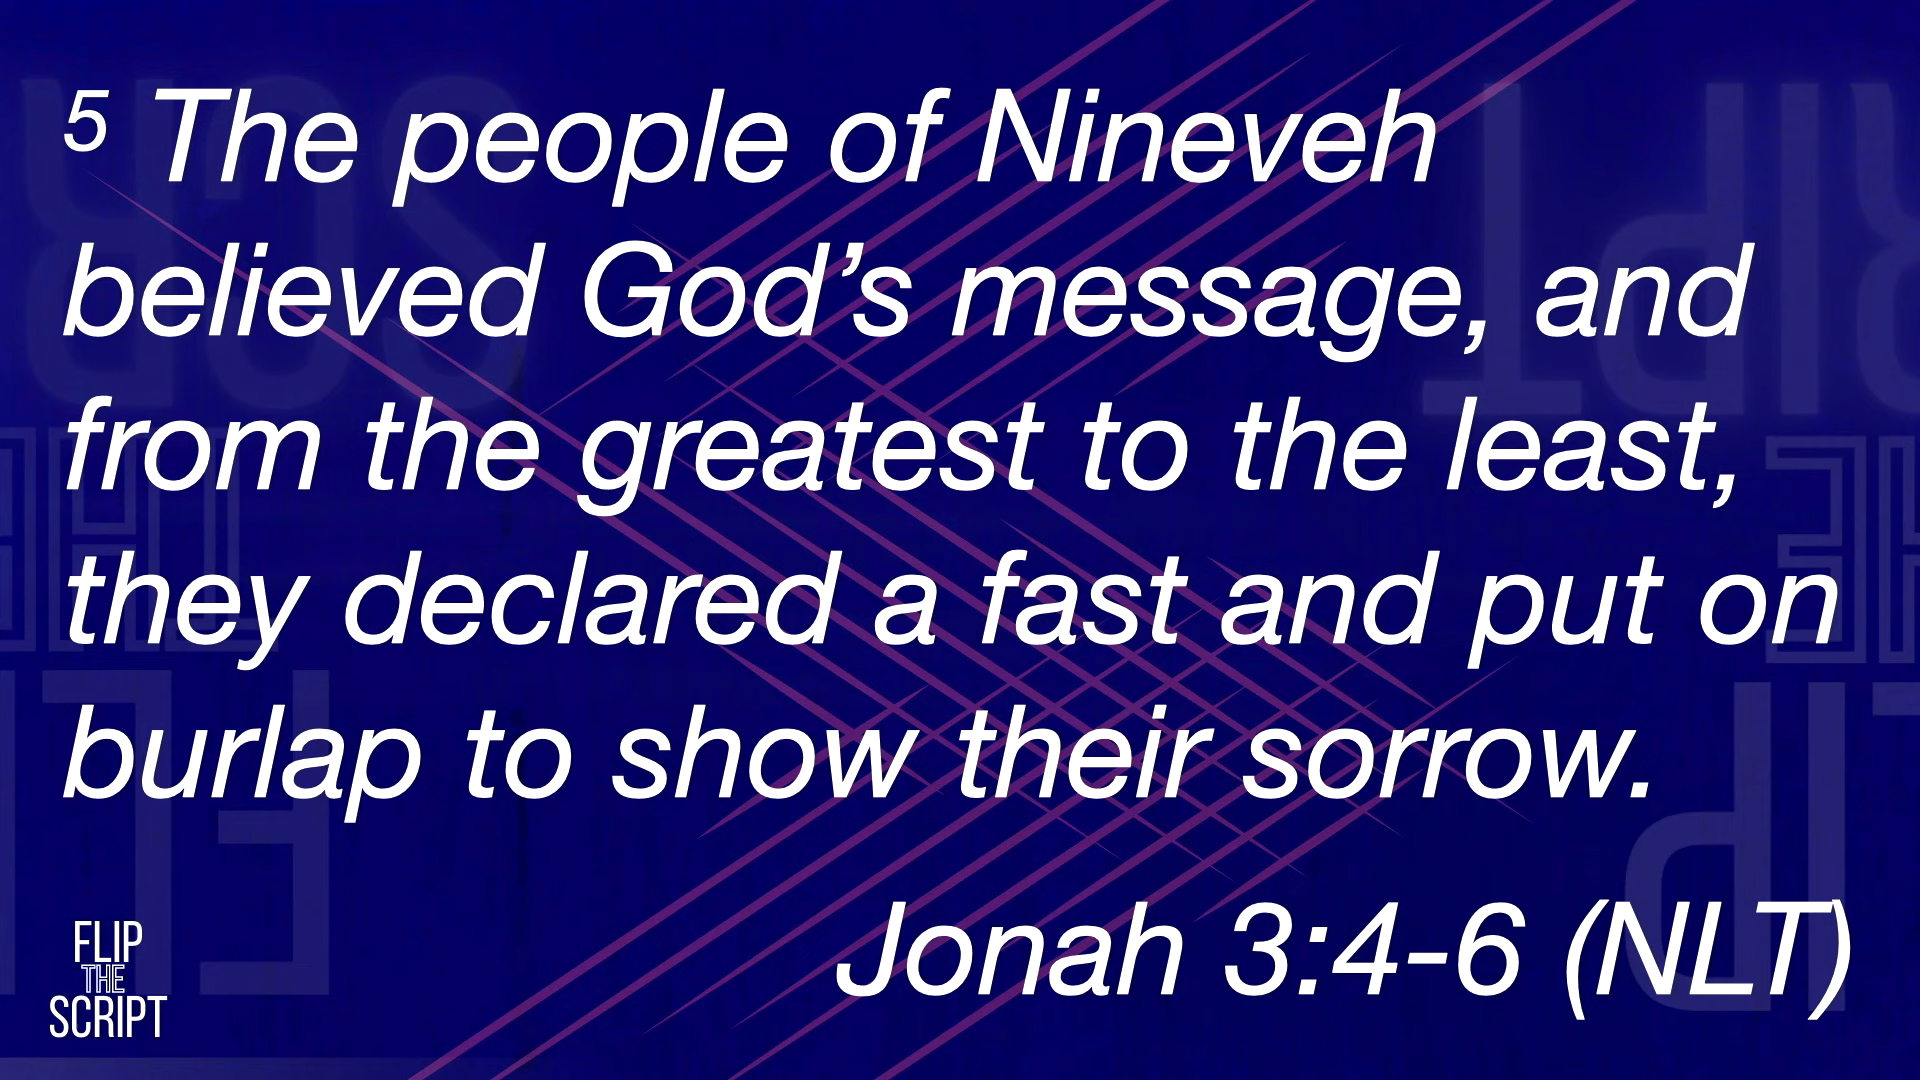 5 The people of Nineveh
believed God’s message, and
from the greatest to the least,
they declared a fast and put on
burlap to show their sorrow.
Jonah 3:4-6 (NLT)
FLIP
THE
SCRIPT